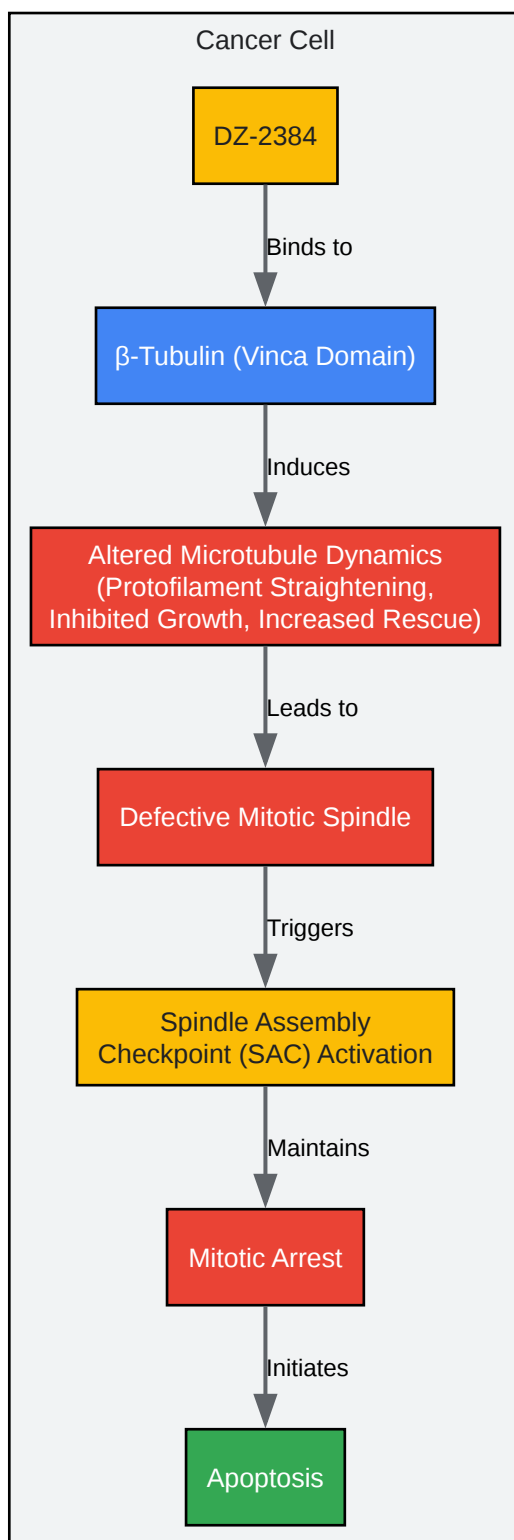 Cancer Cell
DZ-2384
Binds to
β-Tubulin (Vinca Domain)
Induces
Altered Microtubule Dynamics
(Protofilament Straightening,
Inhibited Growth, Increased Rescue)
Leads to
Defective Mitotic Spindle
Triggers
Spindle Assembly
Checkpoint (SAC) Activation
Maintains
Mitotic Arrest
Initiates
Apoptosis